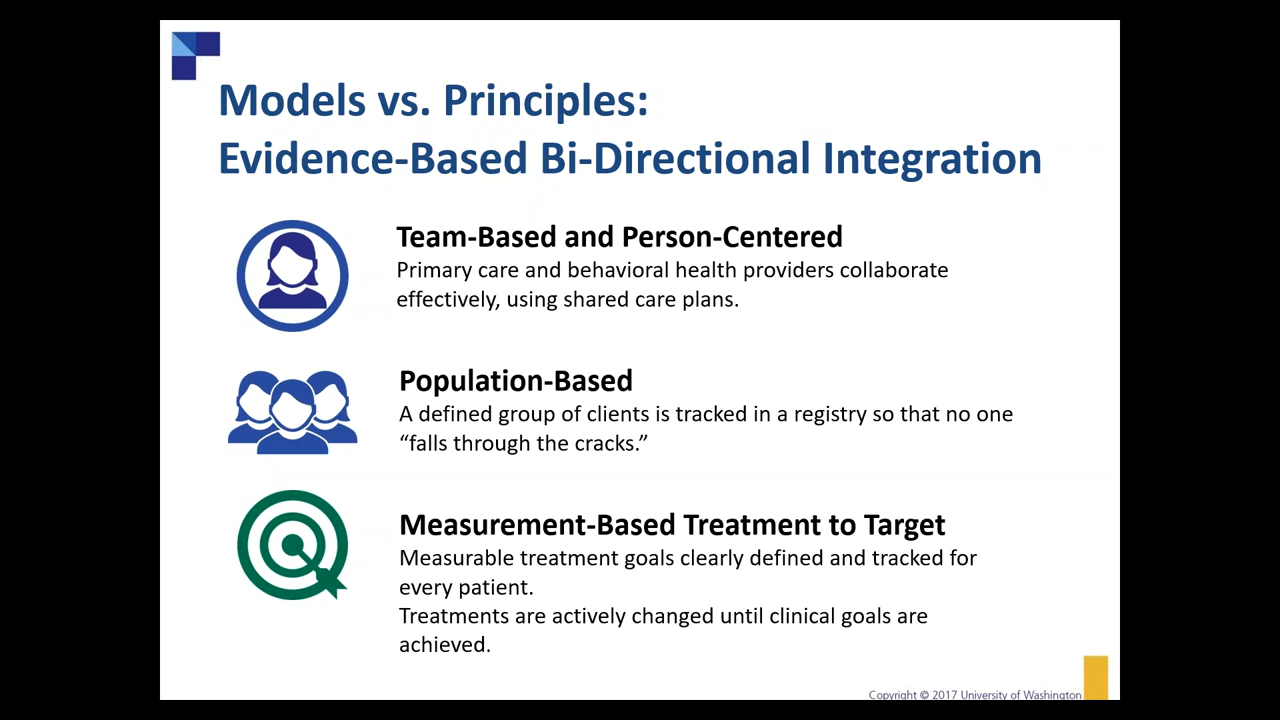 Models vs. Principles:
Evidence-Based Bi-Directional Integration
Team-Based and Person-Centered
Primary care and behavioral health providers collaborate
effectively, using shared care plans.
Population-Based
A defined group of clients is tracked in a registry so that no one
“falls through the cracks.”
Measurement-Based Treatment to Target
Measurable treatment goals clearly defined and tracked for
every patient.
Treatments are actively changed until clinical goals are
achieved.
Copyright © 2017 University of Washington